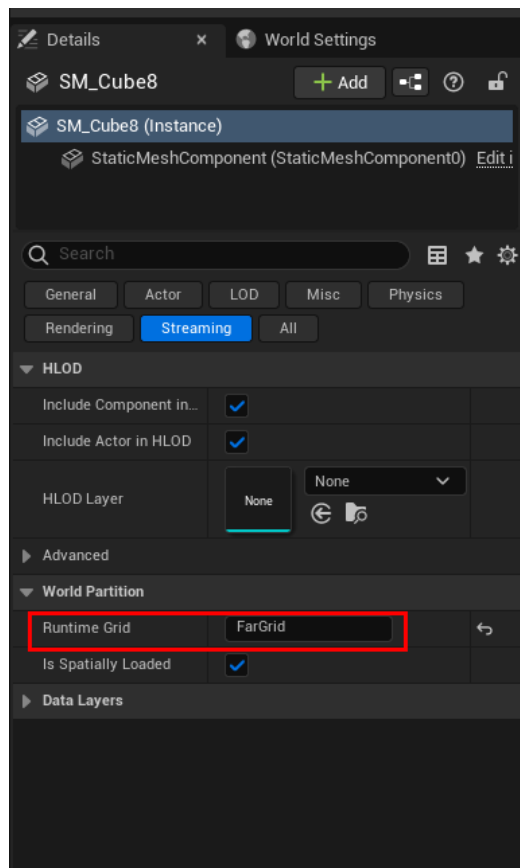 Details
World Settings
SM_Cube8
Add
SM_Cube8 (Instance)
StaticMeshComponent (StaticMeshComponent0) Edit i
Search
General Actor LOD Misc Physics
Rendering Streaming All
HLOD
Include Component in...
Include Actor in HLOD
HLOD Layer
None
None
Advanced
World Partition
Runtime Grid FarGrid
Is Spatially Loaded
Data Layers